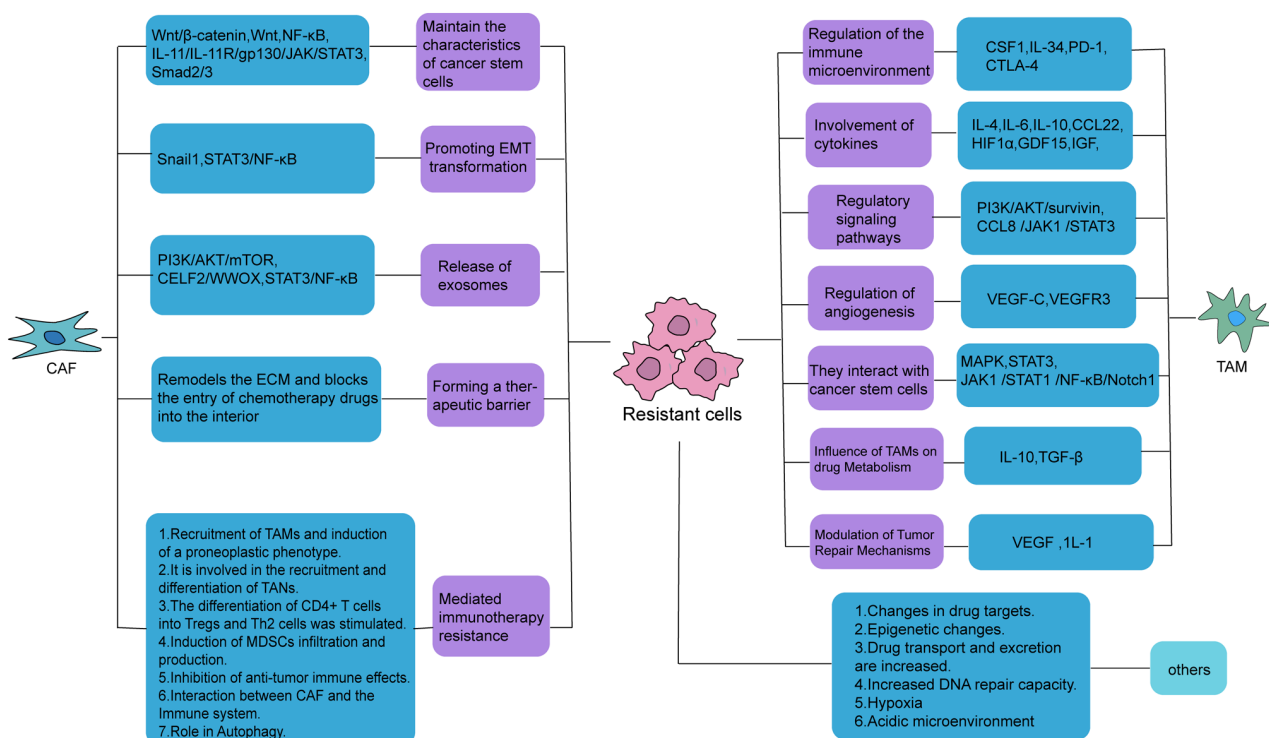 Wnt/β-catenin,Wnt,NF-κB,
IL-11/IL-11R/gp130/JAK/STAT3,
Smad2/3
Maintain the
characteristics
of cancer stem
cells
Snail1,STAT3/NF-κB
Promoting EMT
transformation
PI3K/AKT/mTOR,
CELF2/WWOX,STAT3/NF-κB
Release of
exosomes
CAF
Remodels the ECM and blocks
the entry of chemotherapy drugs
into the interior
Forming a ther-
apeutic barrier
1.Recruitment of TAMs and induction
of a proneoplastic phenotype.
2.It is involved in the recruitment and
differentiation of TANs.
3.The differentiation of CD4+ T cells
into Tregs and Th2 cells was stimulated.
4.Induction of MDSCs infiltration and
production.
5.Inhibition of anti-tumor immune effects.
6.Interaction between CAF and the
Immune system.
7.Role in Autophagy.
Mediated
immunotherapy
resistance
Resistant cells
Regulation of the
immune
microenvironment
CSF1,IL-34,PD-1,
CTLA-4
Involvement of
cytokines
IL-4,IL-6,IL-10,CCL22,
HIF1α,GDF15,IGF,
Regulatory
signaling
pathways
PI3K/AKT/survivin,
CCL8 /JAK1 /STAT3
Regulation of
angiogenesis
VEGF-C,VEGFR3
TAM
They interact with
cancer stem cells
MAPK,STAT3,
JAK1 /STAT1 /NF-κB/Notch1
Influence of TAMs on
drug Metabolism
IL-10,TGF-β
Modulation of Tumor
Repair Mechanisms
VEGF ,1L-1
1.Changes in drug targets.
2.Epigenetic changes.
3.Drug transport and excretion
are increased.
4.Increased DNA repair capacity.
5.Hypoxia
6.Acidic microenvironment
others